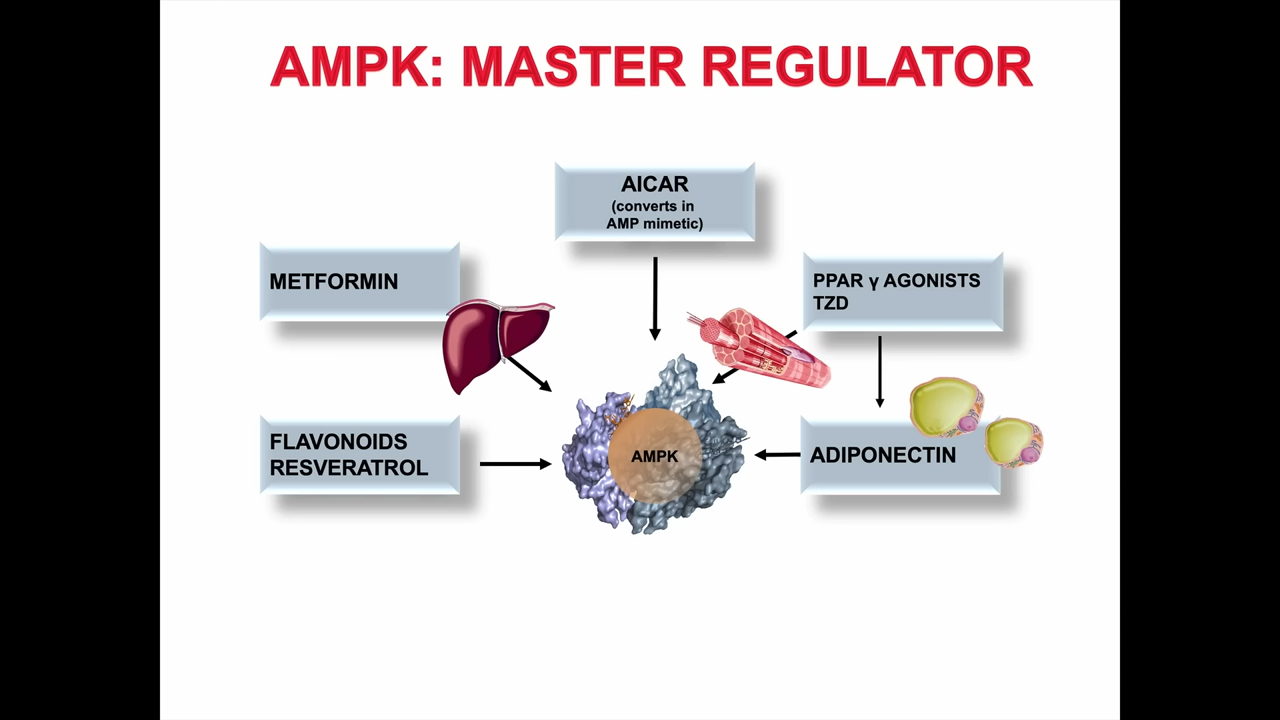 AMPK: MASTER REGULATOR
AICAR
(converts in
AMP mimetic)
METFORMIN
PPAR γ AGONISTS
TZD
FLAVONOIDS
RESVERATROL
AMPK
ADIPONECTIN